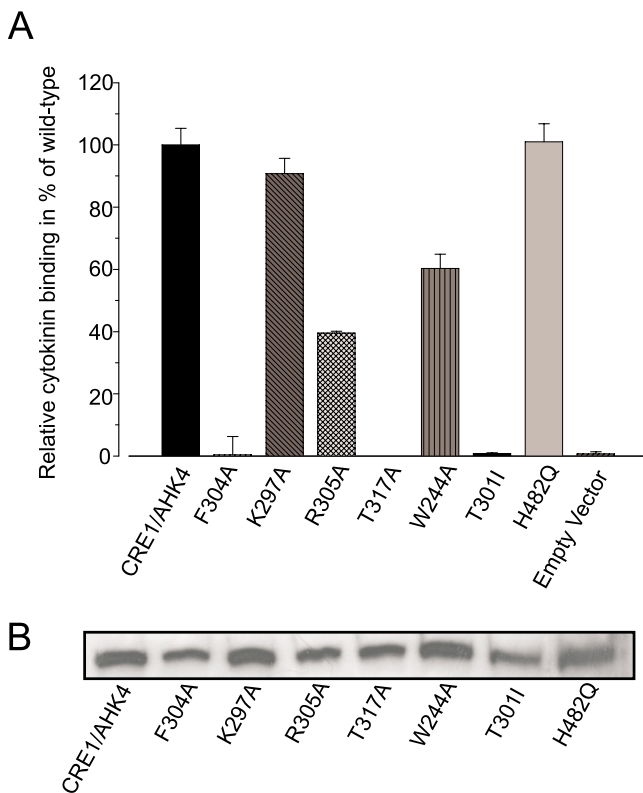 A
Relative cytokinin binding in % of wild-type
120
100
80
60
40
20
0
CRE1/AHK4
F304A
K297A
R305A
T317A
W244A
T301I
H482Q
Empty Vector
B
CRE1/AHK4
F304A
K297A
R305A
T317A
W244A
T301I
H482Q